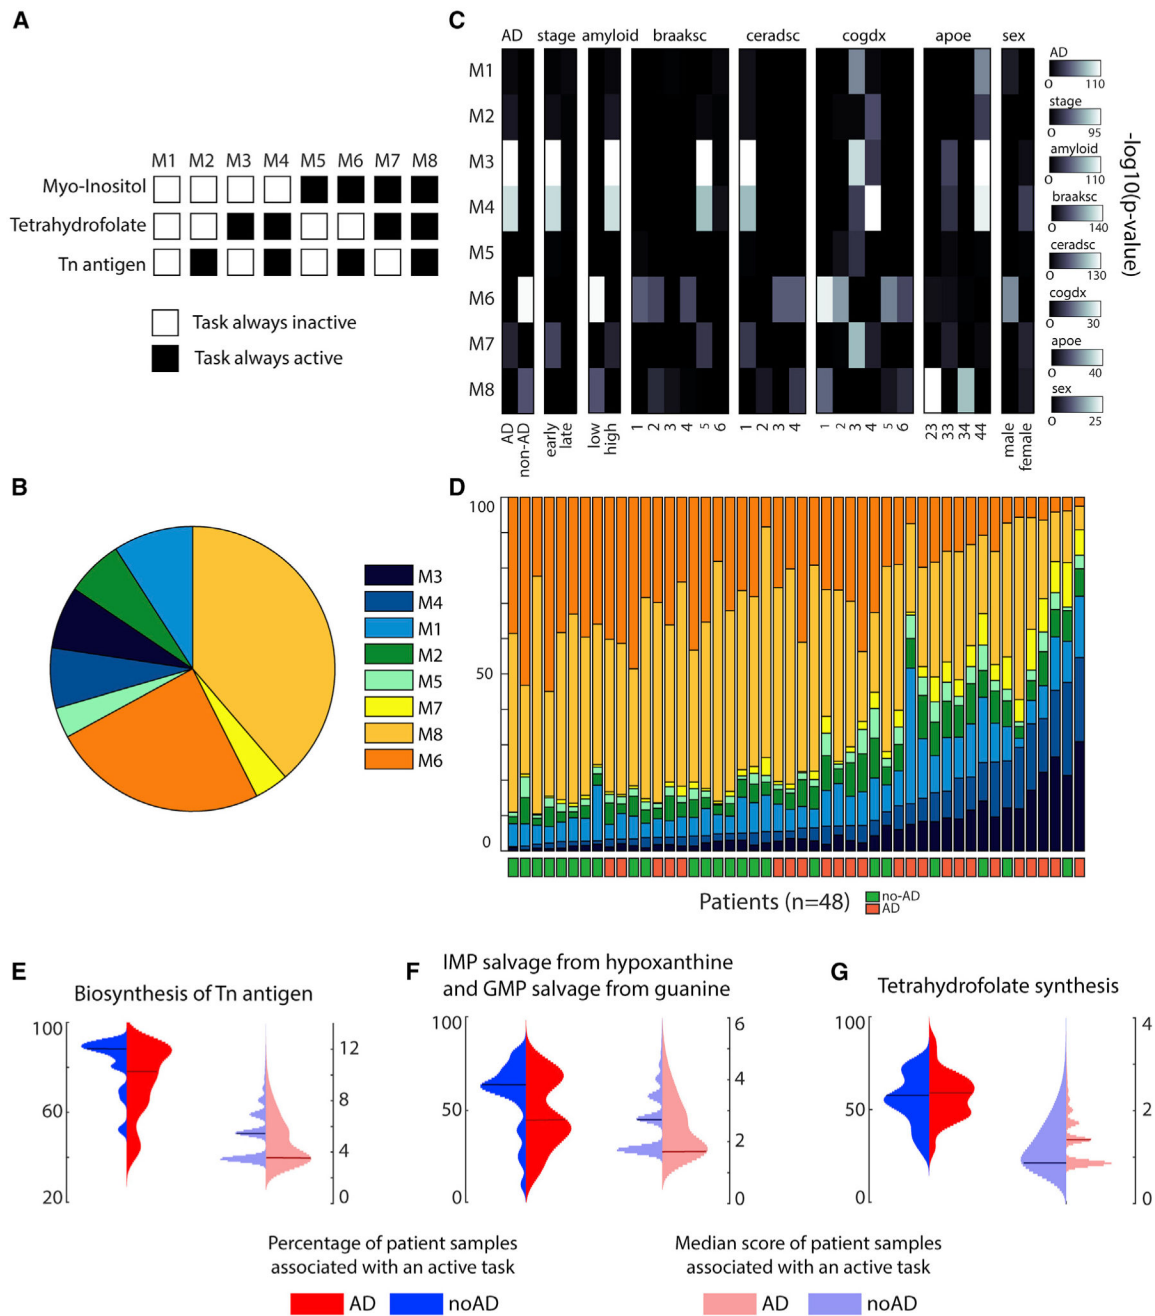 A
M1 M2 M3 M4 M5 M6 M7 M8
Myo-Inositol
Tetrahydrofolate
Tn antigen
Task always inactive
Task always active
B
M3
M4
M1
M2
M5
M7
M8
M6
C
AD stage amyloid braaksc ceradsc cogdx apoe sex
M1
M2
M3
M4
M5
M6
M7
M8
AD non-AD early late low high 1 2 3 4 5 6 1 2 3 4 1 2 3 4 5 6 23 33 34 44 male female
AD
0 110
stage
0 95
amyloid
0 110
braaksc
0 140
ceradsc
0 130
cogdx
0 30
apoe
0 40
sex
0 25
-log10(p-value)
D
100
50
0
Patients (n=48)
no-AD
AD
E
Biosynthesis of Tn antigen
100
60
20
12
8
4
0
F
IMP salvage from hypoxanthine
and GMP salvage from guanine
100
50
0
6
4
2
0
G
Tetrahydrofolate synthesis
100
50
0
4
2
0
Percentage of patient samples
associated with an active task
AD noAD
Median score of patient samples
associated with an active task
AD noAD